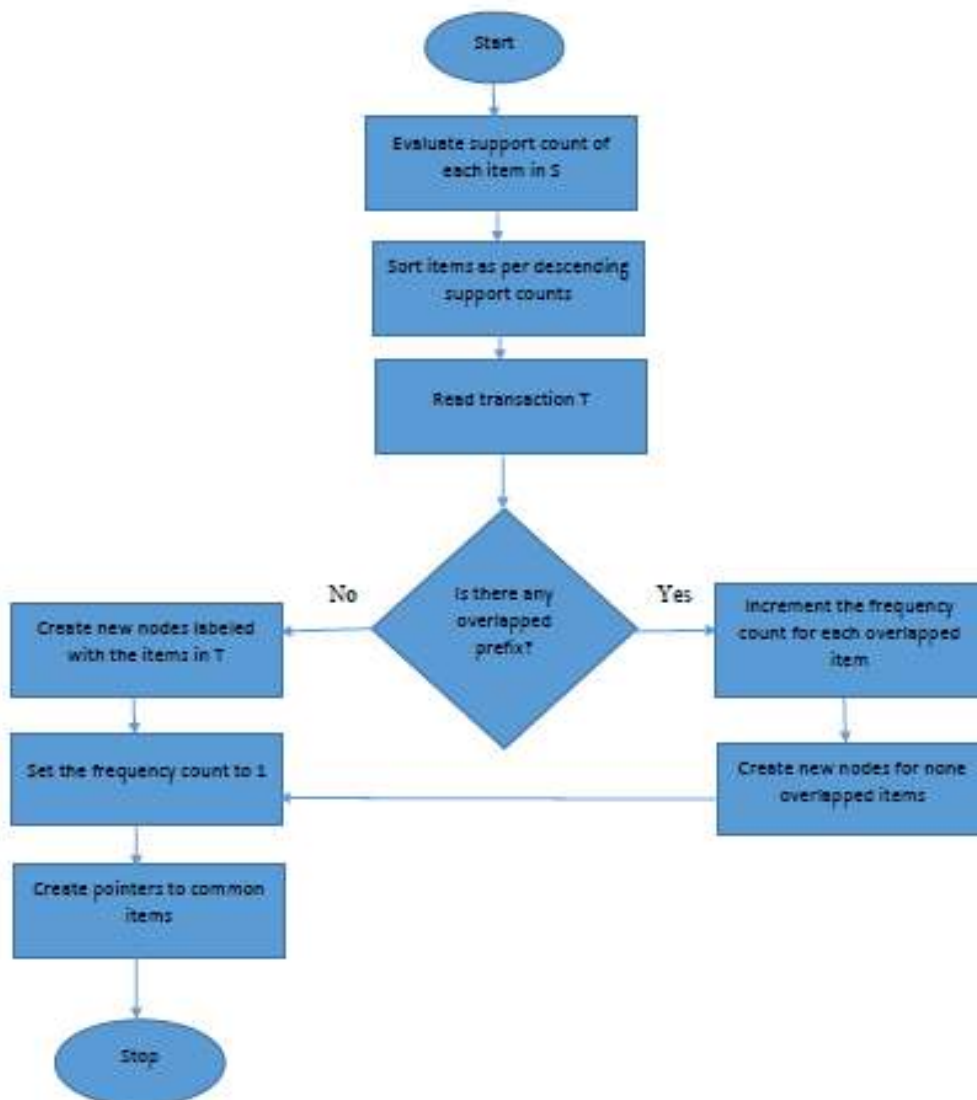 Start
Evaluate support count of
each item in S
Sort items as per descending
support counts
Read transaction T
Is there any
overlapped
prefix?
No
Yes
Create new nodes labeled
with the items in T
Increment the frequency
count for each overlapped
item
Set the frequency count to 1
Create new nodes for none
overlapped items
Create pointers to common
items
Stop